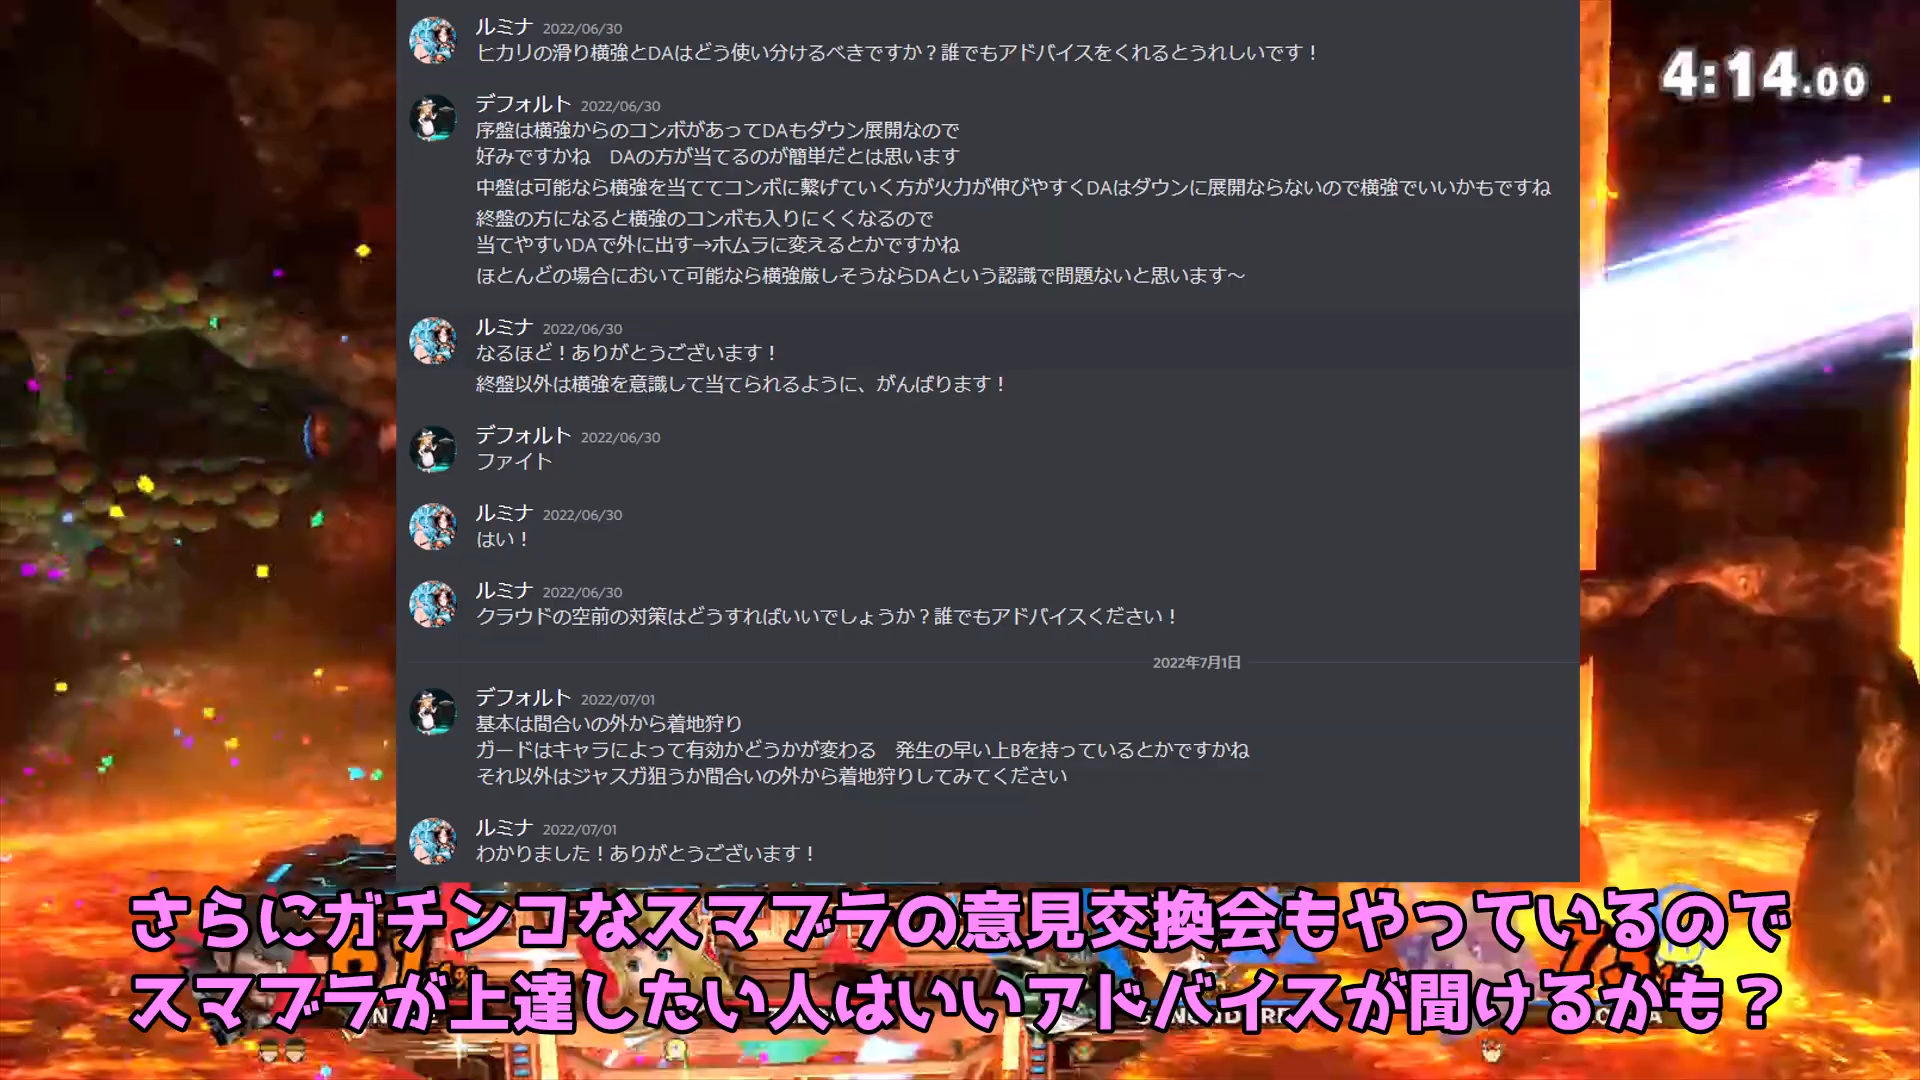 4:14.00
ルミナ 2022/06/30
ヒカリの滑り横強とDAはどう使い分けるべきですか？誰でもアドバイスをくれるとうれしいです！
デフォルト 2022/06/30
序盤は横強からのコンボがあってDAもダウン展開なので
好みですかね　DAの方が当てるのが簡単だとは思います
中盤は可能なら横強を当ててコンボに繋げていく方が火力が伸びやすくDAはダウンに展開ならないので横強でいいかもですね
終盤の方になると横強のコンボも入りにくくなるので
当てやすいDAで外に出す→ホムラに変えるとかですかね
ほとんどの場合において可能なら横強厳しそうならDAという認識で問題ないと思います〜
ルミナ 2022/06/30
なるほど！ありがとうございます！
終盤以外は横強を意識して当てられるように、がんばります！
デフォルト 2022/06/30
ファイト
ルミナ 2022/06/30
はい！
ルミナ 2022/06/30
クラウドの空前の対策はどうすればいいでしょうか？誰でもアドバイスください！
2022年7月1日
デフォルト 2022/07/01
基本は間合いの外から着地狩り
ガードはキャラによって有効かどうかが変わる　発生の早い上Bを持っているとかですかね
それ以外はジャスガ狙うか間合いの外から着地狩りしてみてください
ルミナ 2022/07/01
わかりました！ありがとうございます！
さらにガチンコなスマブラの意見交換会もやっているので
スマブラが上達したい人はいいアドバイスが聞けるかも？